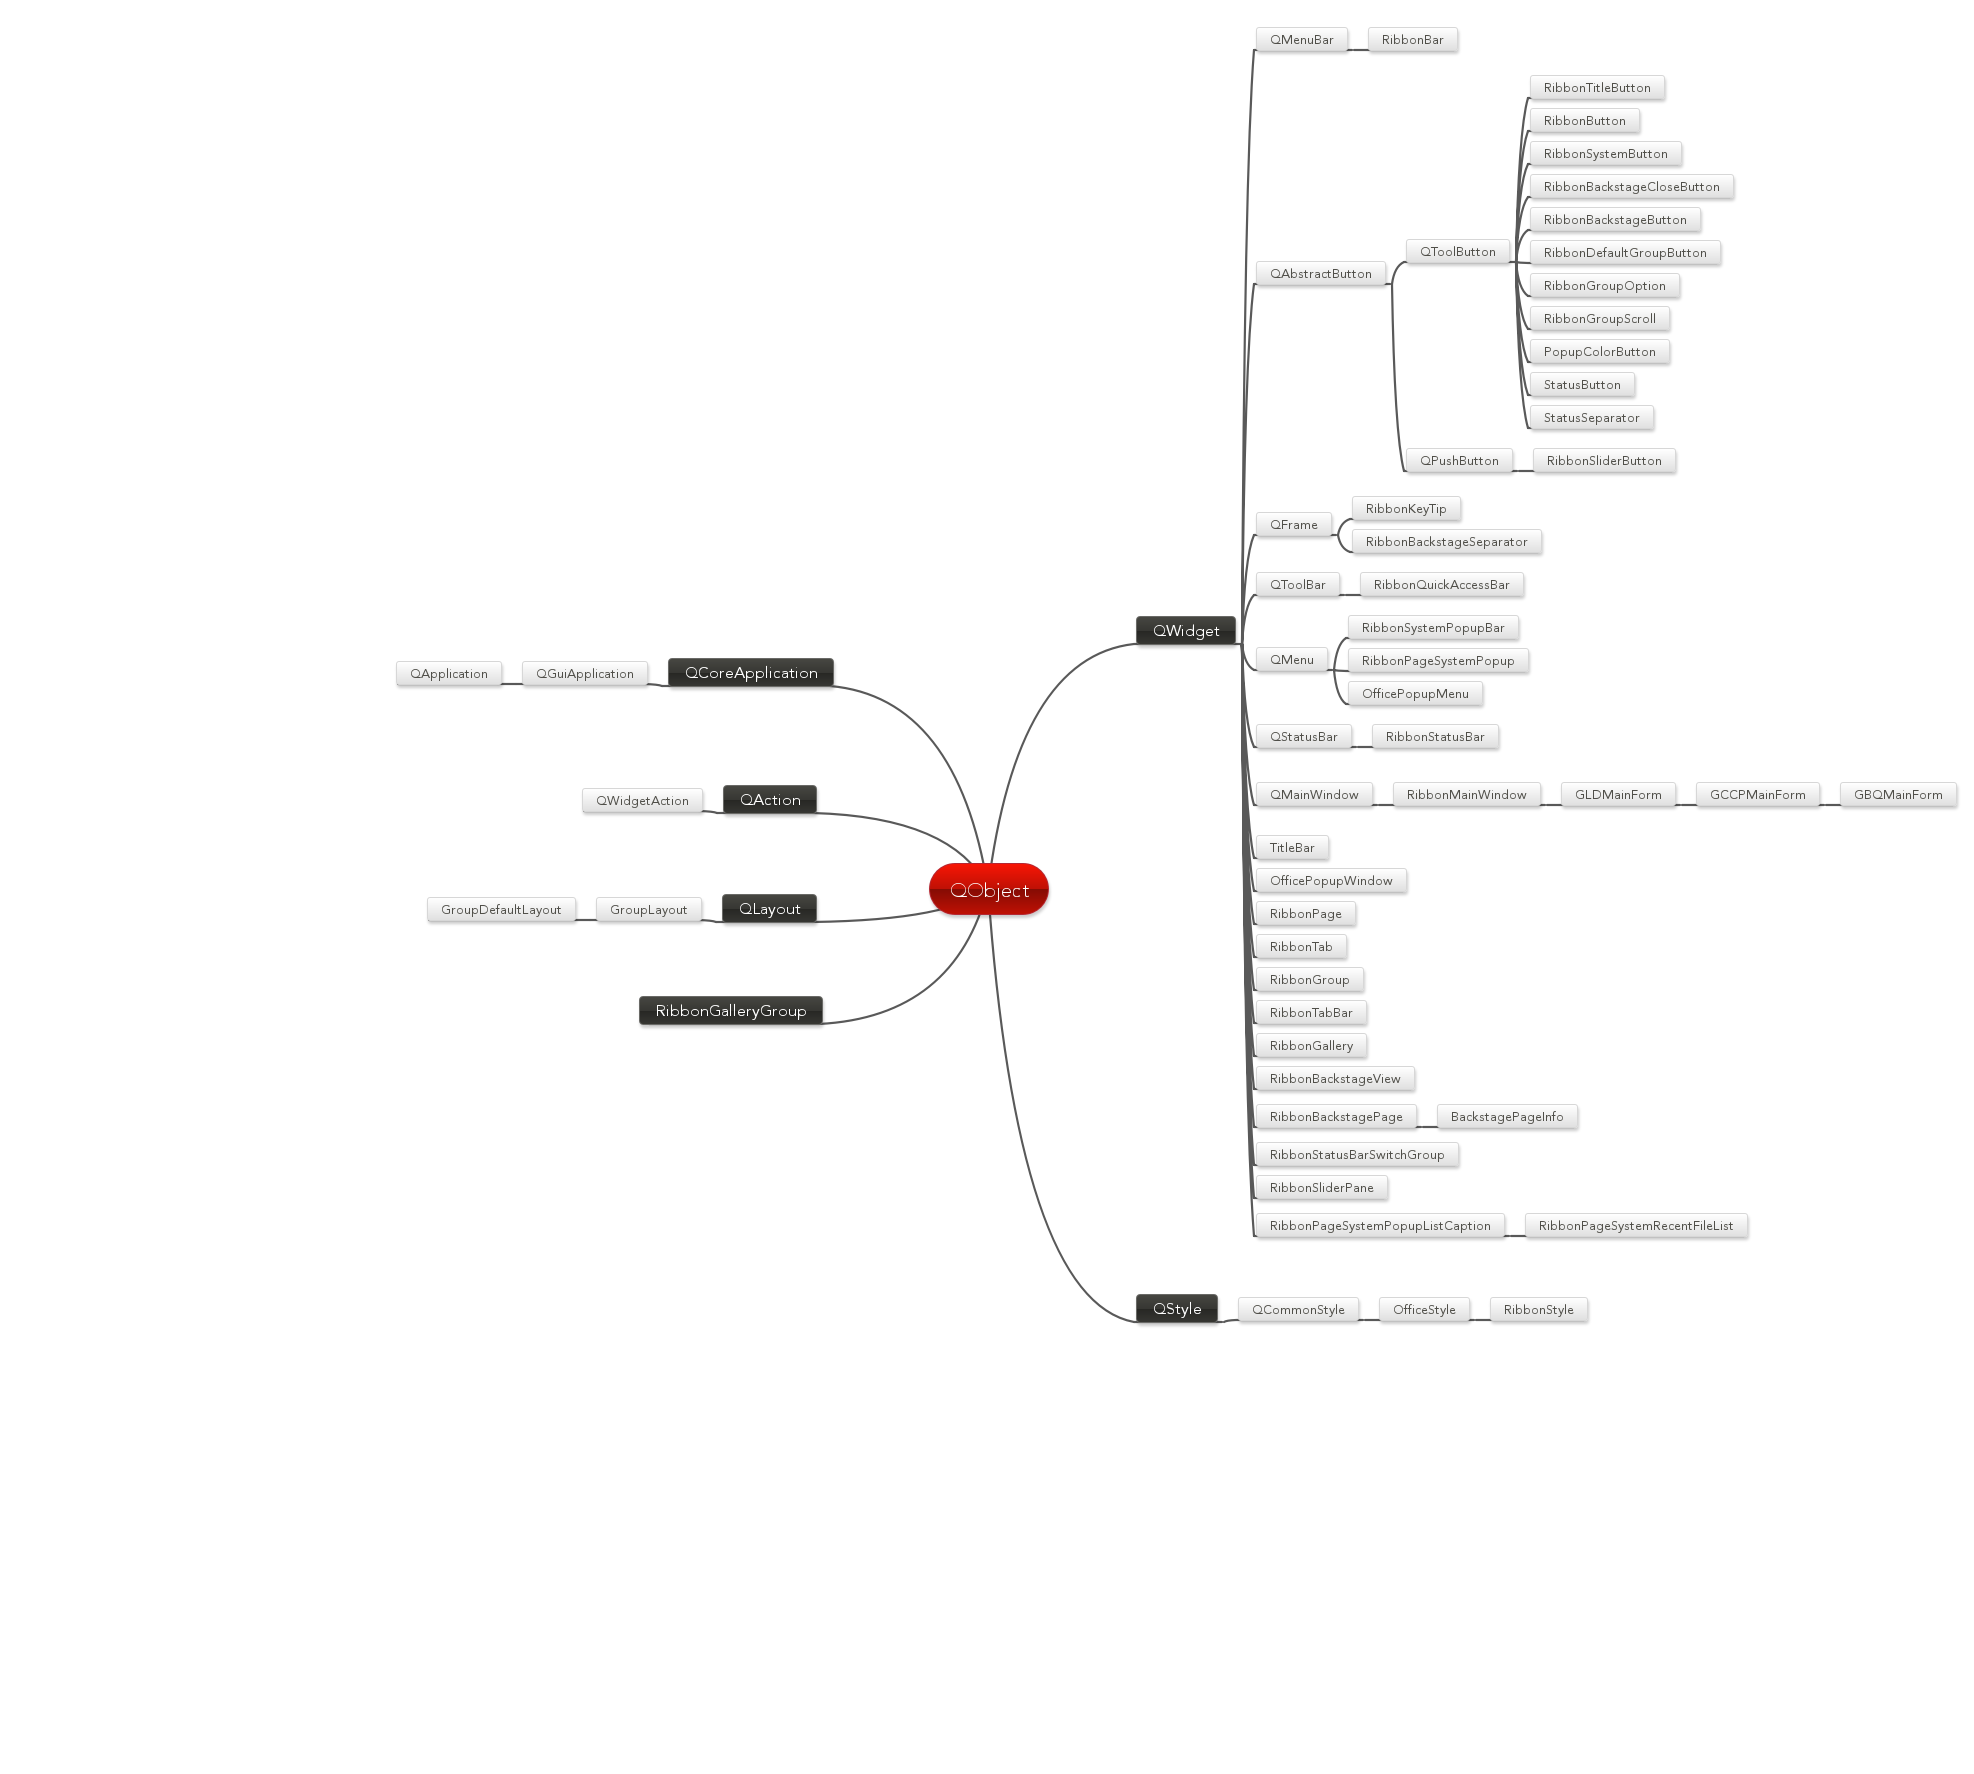 QObject
QWidget
QMenuBar
RibbonBar
QAbstractButton
QToolButton
RibbonTitleButton
RibbonButton
RibbonSystemButton
RibbonBackstageCloseButton
RibbonBackstageButton
RibbonDefaultGroupButton
RibbonGroupOption
RibbonGroupScroll
PopupColorButton
StatusButton
StatusSeparator
QPushButton
RibbonSliderButton
QFrame
RibbonKeyTip
RibbonBackstageSeparator
QToolBar
RibbonQuickAccessBar
QMenu
RibbonSystemPopupBar
RibbonPageSystemPopup
OfficePopupMenu
QStatusBar
RibbonStatusBar
QMainWindow
RibbonMainWindow
GLDMainForm
GCCPMainForm
GBQMainForm
TitleBar
OfficePopupWindow
RibbonPage
RibbonTab
RibbonGroup
RibbonTabBar
RibbonGallery
RibbonBackstageView
RibbonBackstagePage
BackstagePageInfo
RibbonStatusBarSwitchGroup
RibbonSliderPane
RibbonPageSystemPopupListCaption
RibbonPageSystemRecentFileList
QStyle
QCommonStyle
OfficeStyle
RibbonStyle
QCoreApplication
QGuiApplication
QApplication
QAction
QWidgetAction
QLayout
GroupLayout
GroupDefaultLayout
RibbonGalleryGroup